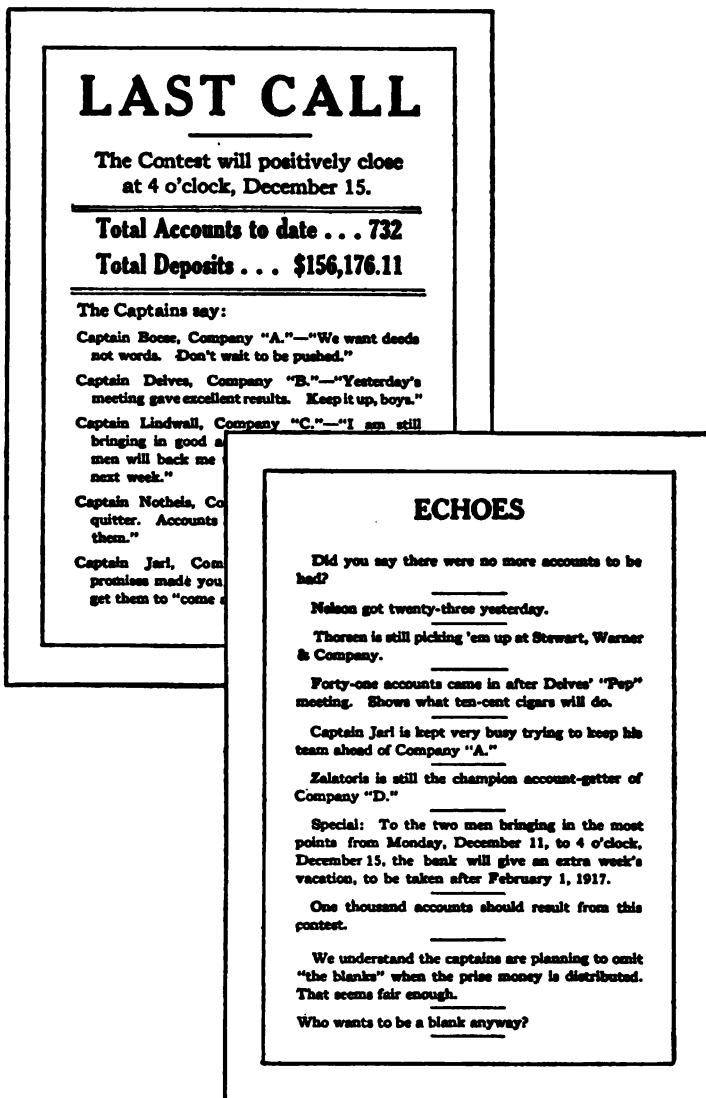 LAST CALL
The Contest will positively close
at 4 o'clock, December 15.
Total Accounts to date . . . 732
Total Deposits . . . $156,176.11
The Captains say:
Captain Boese, Company "A."—"We want deeds
not words. Don't wait to be pushed."
Captain Delves, Company "B."—"Yesterday's
meeting gave excellent results. Keep it up, boys."
Captain Lindwall, Company "C."—"I am still
bringing in good a
men will back me
next week."
Captain Notheis, Co
quitter. Accounts
them."
Captain Jarl, Com
promises made you
get them to "come a
ECHOES
Did you say there were no more accounts to be
had?
Nelson got twenty-three yesterday.
Thorsen is still picking 'em up at Stewart, Warner
& Company.
Forty-one accounts came in after Delves' "Pep"
meeting. Shows what ten-cent cigars will do.
Captain Jarl is kept very busy trying to keep his
team ahead of Company "A."
Zalatoris is still the champion account-getter of
Company "D."
Special: To the two men bringing in the most
points from Monday, December 11, to 4 o'clock,
December 15, the bank will give an extra week's
vacation, to be taken after February 1, 1917.
One thousand accounts should result from this
contest.
We understand the captains are planning to omit
"the blanks" when the prise money is distributed.
That seems fair enough.
Who wants to be a blank anyway?